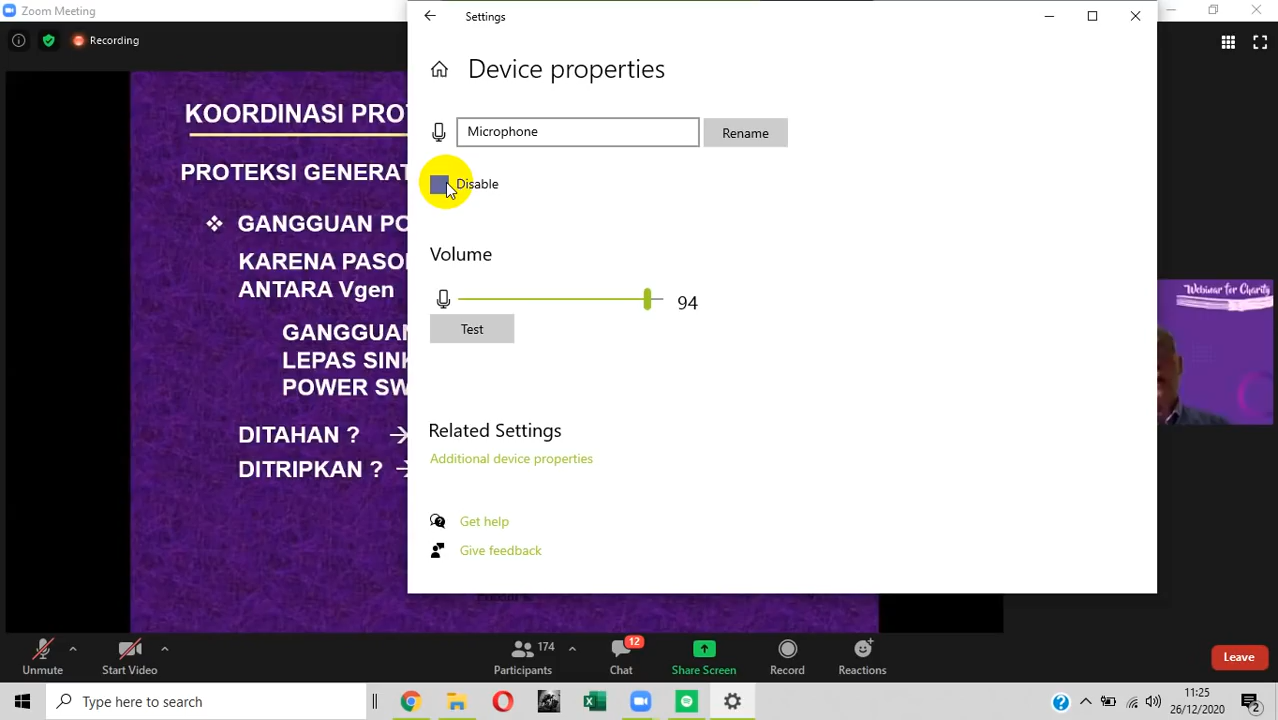 Zoom Meeting
Recording
Settings
Device properties
Microphone
Rename
Disable
Volume
94
Test
Related Settings
Additional device properties
Get help
Give feedback
KOORDINASI PRO
PROTEKSI GENERAT
❖ GANGGUAN PO
KARENA PASO
ANTARA Vgen
GANGGUAN
LEPAS SINK
POWER SW
DITAHAN ? →
DITRIPKAN ? →
Webinar for Charity
Unmute
Start Video
174
Participants
12
Chat
Share Screen
Record
Reactions
Leave
Type here to search
11:25
26/12/2020
2